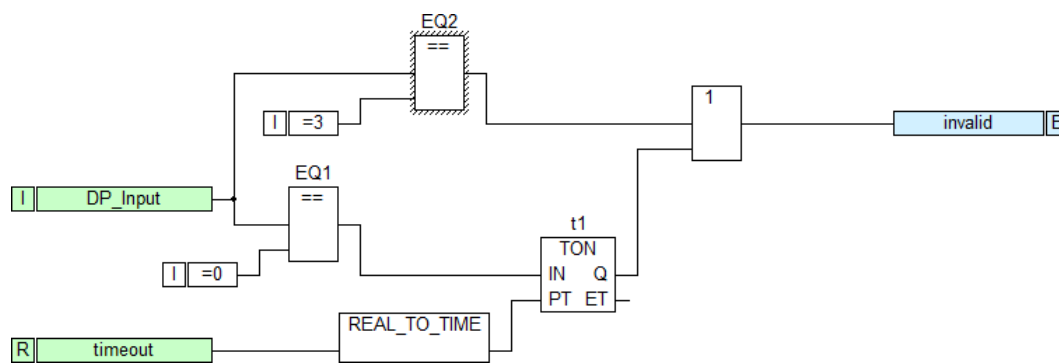 EQ2
==
1
I =3
invalid
EQ1
I DP_Input
==
t1
TON
I =0
IN Q
PT ET
REAL_TO_TIME
R timeout